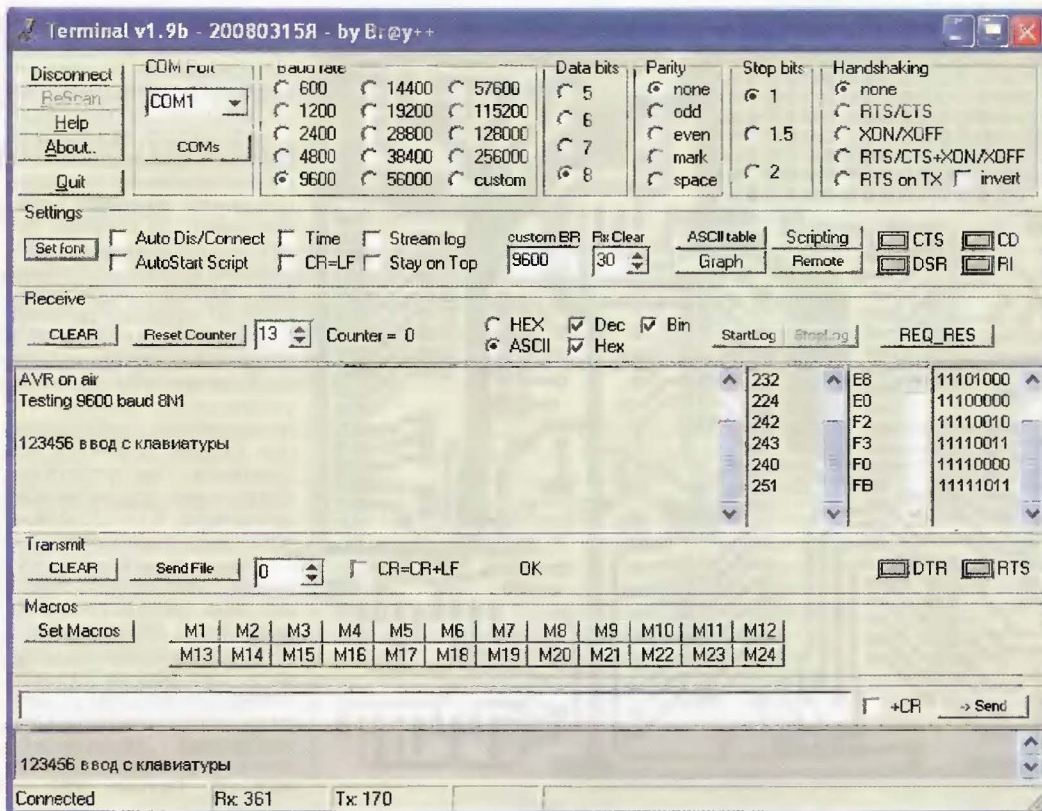 Terminal v1.9b - 20080315Я - by Br@y++
Disconnect
ReScan
Help
About..
Quit
COM Port
COM1
COMs
Baud rate
600 14400 57600
1200 19200 115200
2400 28800 128000
4800 38400 256000
9600 56000 custom
Data bits
5
6
7
8
Parity
none
odd
even
mark
space
Stop bits
1
1.5
2
Handshaking
none
RTS/CTS
XON/XOFF
RTS/CTS+XON/XOFF
RTS on TX invert
Settings
Set font
Auto Dis/Connect Time Stream log
AutoStart Script CR=LF Stay on Top
custom BR Rx Clear
9600 30
ASCII table Scripting
Graph Remote
CTS CD
DSR RI
Receive
CLEAR Reset Counter 13 Counter = 0
HEX Dec Bin
ASCII Hex
StartLog StopLog REQ_RES
AVR on air
Testing 9600 baud 8N1
123456 ввод с клавиатуры
232 E8 11101000
224 E0 11100000
242 F2 11110010
243 F3 11110011
240 F0 11110000
251 FB 11111011
Transmit
CLEAR Send File 0 CR=CR+LF OK DTR RTS
Macros
Set Macros
M1 M2 M3 M4 M5 M6 M7 M8 M9 M10 M11 M12
M13 M14 M15 M16 M17 M18 M19 M20 M21 M22 M23 M24
+CR -> Send
123456 ввод с клавиатуры
Connected Rx: 361 Tx: 170